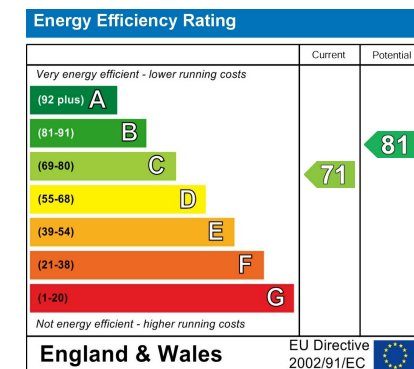 Energy Efficiency Rating
Current Potential
Very energy efficient - lower running costs
(92 plus) A
(81-91) B
81
(69-80) C
71
(55-68) D
(39-54) E
(21-38) F
(1-20) G
Not energy efficient - higher running costs
England & Wales
EU Directive
2002/91/EC